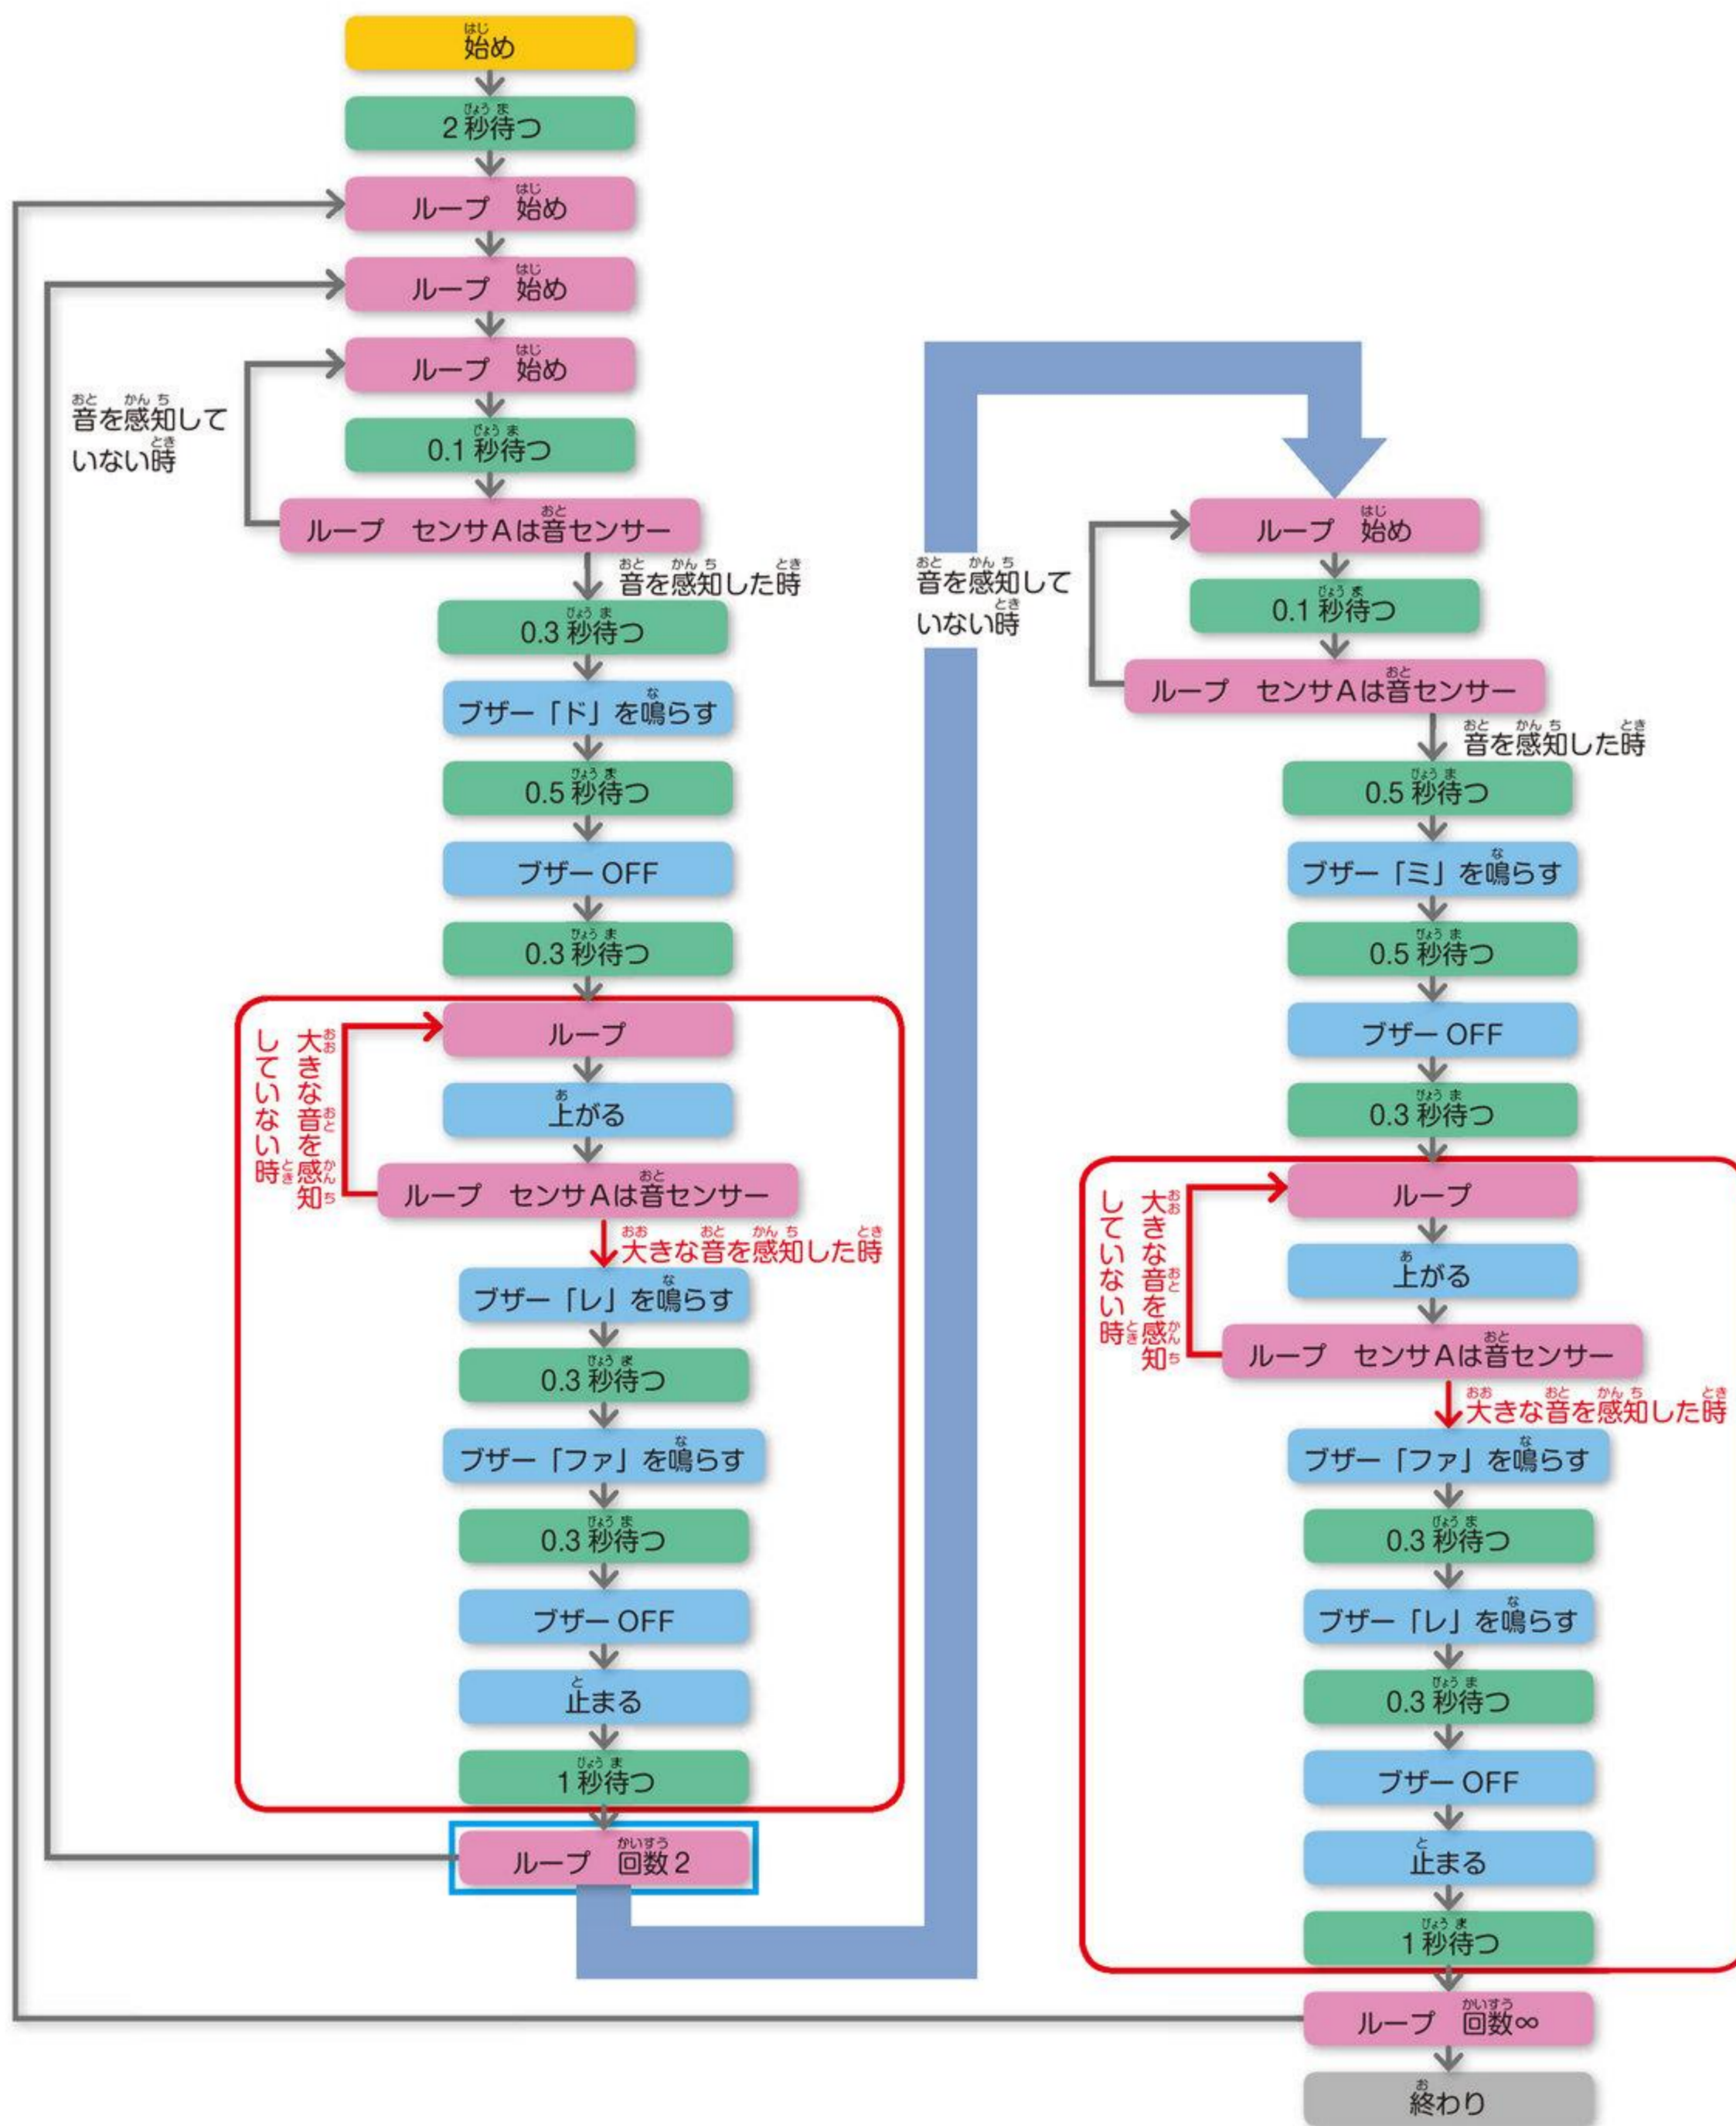 始め
2秒待つ
ループ　始め
ループ　始め
ループ　始め
音を感知して
いない時
0.1秒待つ
ループ　センサAは音センサー
音を感知した時
0.3秒待つ
ブザー「ド」を鳴らす
0.5秒待つ
ブザーOFF
0.3秒待つ
ループ
大きな音を感知
していない時
上がる
ループ　センサAは音センサー
大きな音を感知した時
ブザー「レ」を鳴らす
0.3秒待つ
ブザー「ファ」を鳴らす
0.3秒待つ
ブザーOFF
止まる
1秒待つ
ループ　回数2
ループ　始め
音を感知して
いない時
0.1秒待つ
ループ　センサAは音センサー
音を感知した時
0.5秒待つ
ブザー「ミ」を鳴らす
0.5秒待つ
ブザーOFF
0.3秒待つ
ループ
大きな音を感知
していない時
上がる
ループ　センサAは音センサー
大きな音を感知した時
ブザー「ファ」を鳴らす
0.3秒待つ
ブザー「レ」を鳴らす
0.3秒待つ
ブザーOFF
止まる
1秒待つ
ループ　回数∞
終わり